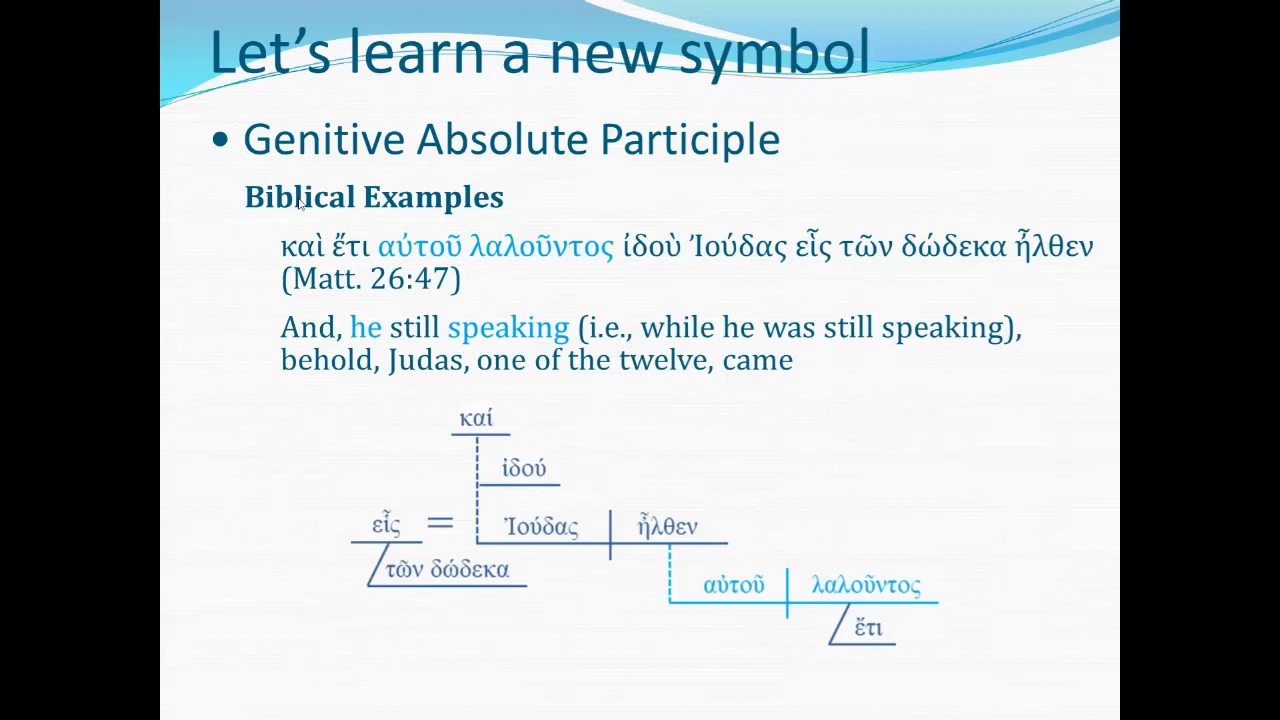 Let's learn a new symbol
• Genitive Absolute Participle
Biblical Examples
καὶ ἔτι αὐτοῦ λαλοῦντος ἰδοὺ Ἰούδας εἷς τῶν δώδεκα ἦλθεν
(Matt. 26:47)
And, he still speaking (i.e., while he was still speaking),
behold, Judas, one of the twelve, came
καί
ἰδού
εἷς = Ἰούδας ἦλθεν
τῶν δώδεκα
αὐτοῦ λαλοῦντος
ἔτι